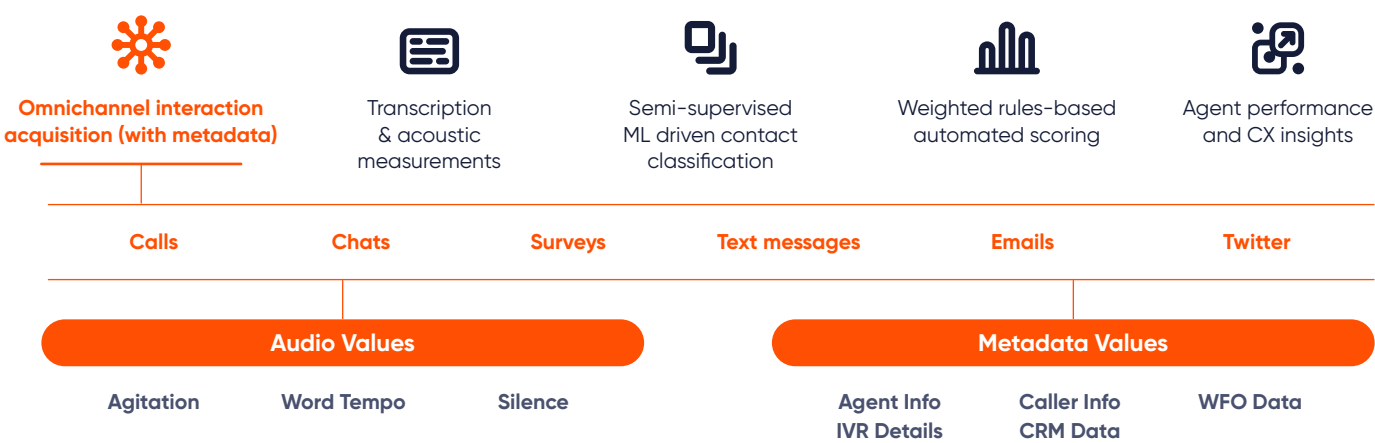 Omnichannel interaction
acquisition (with metadata)
Transcription
& acoustic
measurements
Semi-supervised
ML driven contact
classification
Weighted rules-based
automated scoring
Agent performance
and CX insights
Calls
Chats
Surveys
Text messages
Emails
Twitter
Audio Values
Agitation
Word Tempo
Silence
Metadata Values
Agent Info
IVR Details
Caller Info
CRM Data
WFO Data